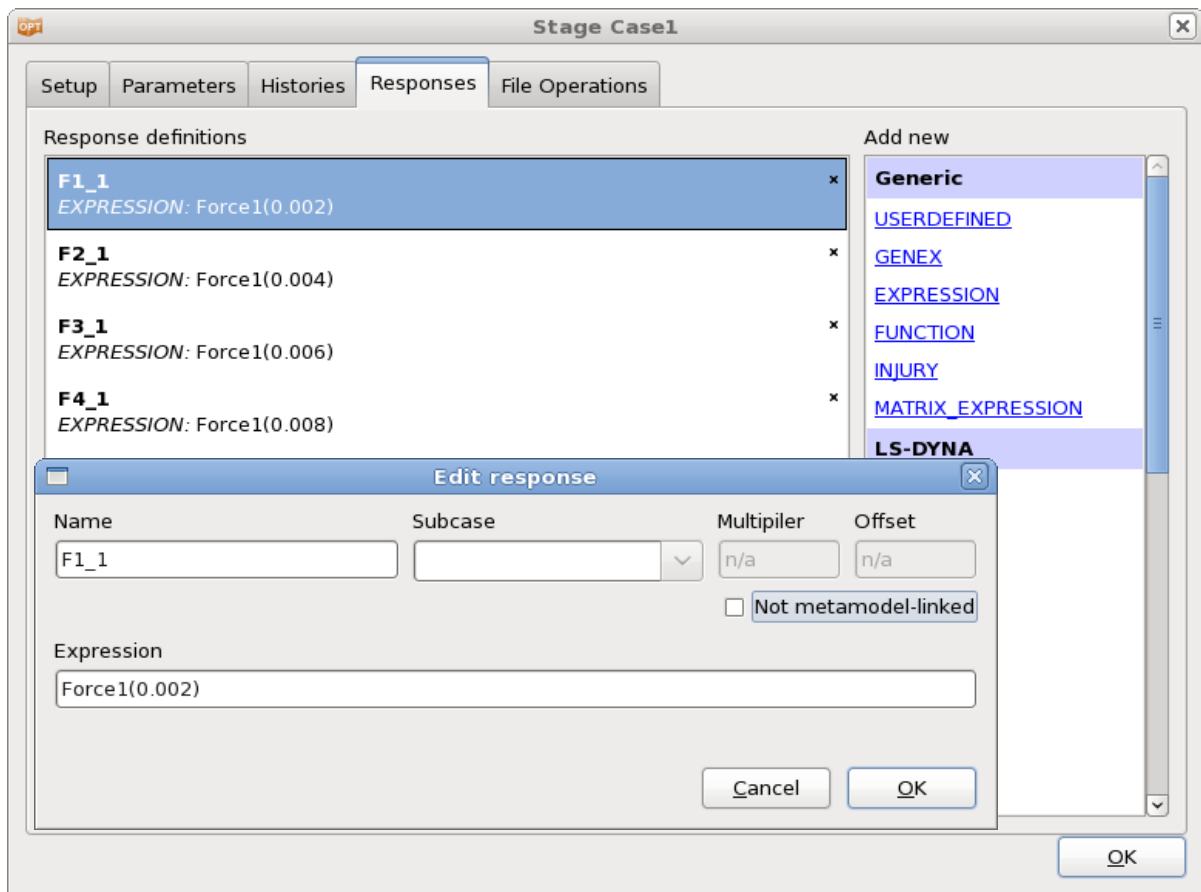 OPT
Stage Case1
Setup
Parameters
Histories
Responses
File Operations
Response definitions
F1_1
EXPRESSION: Force1(0.002)
F2_1
EXPRESSION: Force1(0.004)
F3_1
EXPRESSION: Force1(0.006)
F4_1
EXPRESSION: Force1(0.008)
Add new
Generic
USERDEFINED
GENEX
EXPRESSION
FUNCTION
INJURY
MATRIX_EXPRESSION
LS-DYNA
Edit response
Name
Subcase
Multipiler
Offset
F1_1
n/a
n/a
Not metamodel-linked
Expression
Force1(0.002)
Cancel
OK
OK